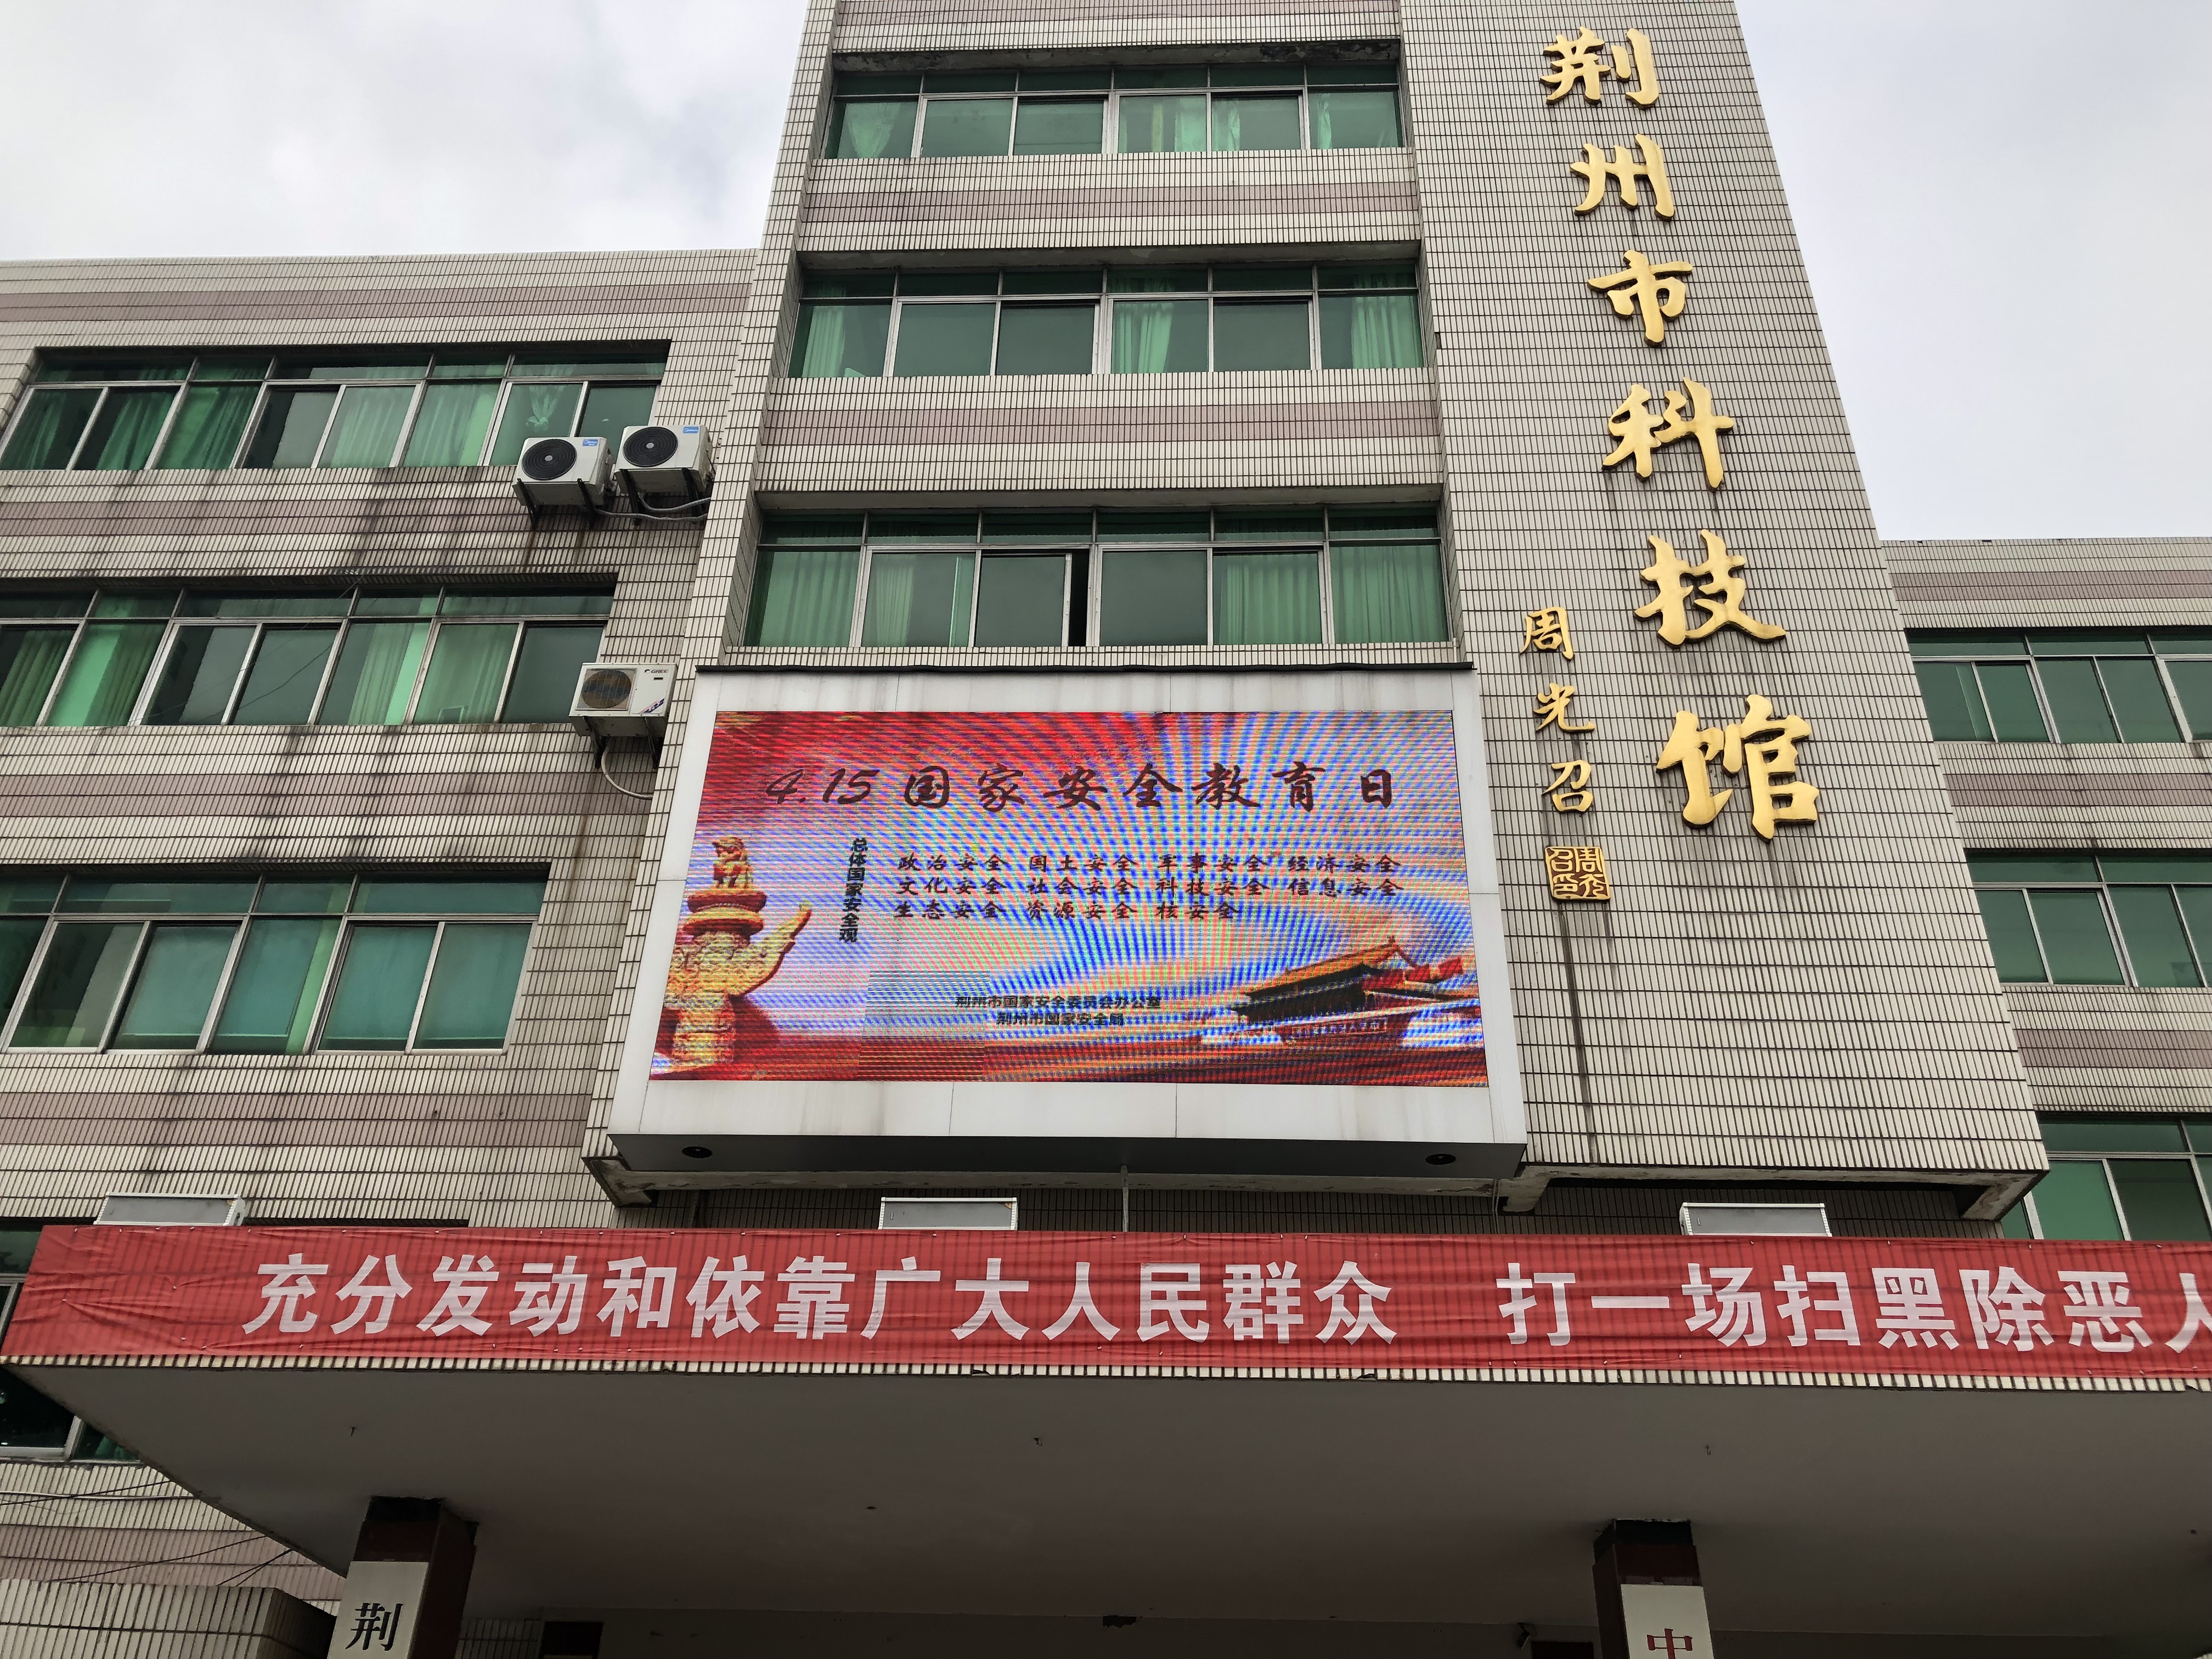 荆州市科技馆
周光召
4.15国家安全教育日
总体国家安全观
政治安全 国土安全 军事安全 经济安全
文化安全 社会安全 科技安全 信息安全
生态安全 资源安全 核安全
荆州市国家安全委员会办公室
荆州市国家安全局
充分发动和依靠广大人民群众 打一场扫黑除恶人
荆
中